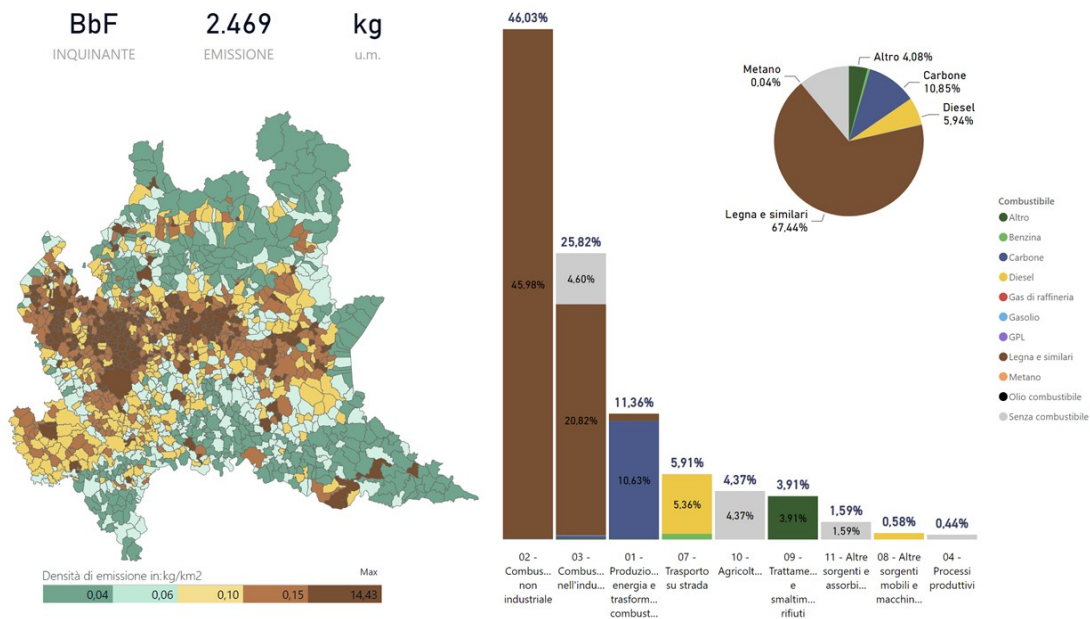 BbF
INQUINANTE
2.469
EMISSIONE
kg
u.m.
Densità di emissione in:kg/km2
Max
0,04
0,06
0,10
0,15
14,43
46,03%
45,98%
25,82%
4.60%
20,82%
11,36%
10.63%
5,91%
5,36%
4,37%
4.37%
3,91%
3,91%
1,59%
1,59%
0,58%
0,44%
02 -
Combus...
non
industriale
03 -
Combus...
nell'indu...
01 -
Produzio...
energia e
trasform...
combust...
07 -
Trasporto
su strada
10 -
Agricolt...
09 -
Trattame...
e
smaltim...
rifiuti
11 - Altre
sorgenti e
assorbi...
08 - Altre
sorgenti
mobili e
macchin...
04 -
Processi
produttivi
Altro 4,08%
Metano
0,04%
Carbone
10,85%
Diesel
5,94%
Legna e similari
67,44%
Combustibile
Altro
Benzina
Carbone
Diesel
Gas di raffineria
Gasolio
GPL
Legna e similari
Metano
Olio combustibile
Senza combustibile